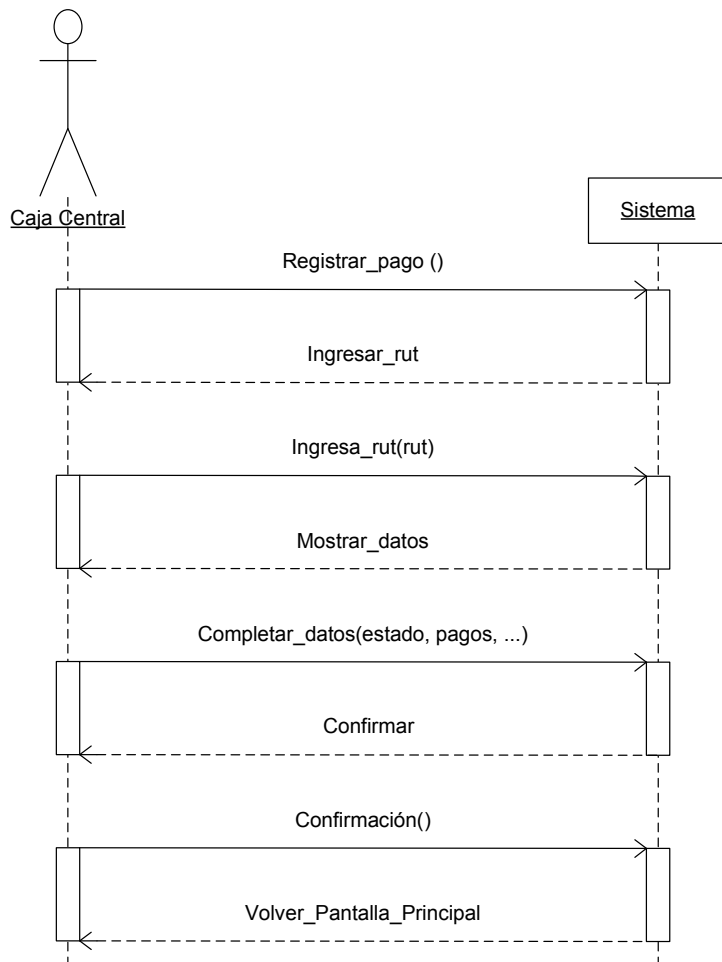 Caja Central
Sistema
Registrar_pago ()
Ingresar_rut
Ingresa_rut(rut)
Mostrar_datos
Completar_datos(estado, pagos, ...)
Confirmar
Confirmación()
Volver_Pantalla_Principal